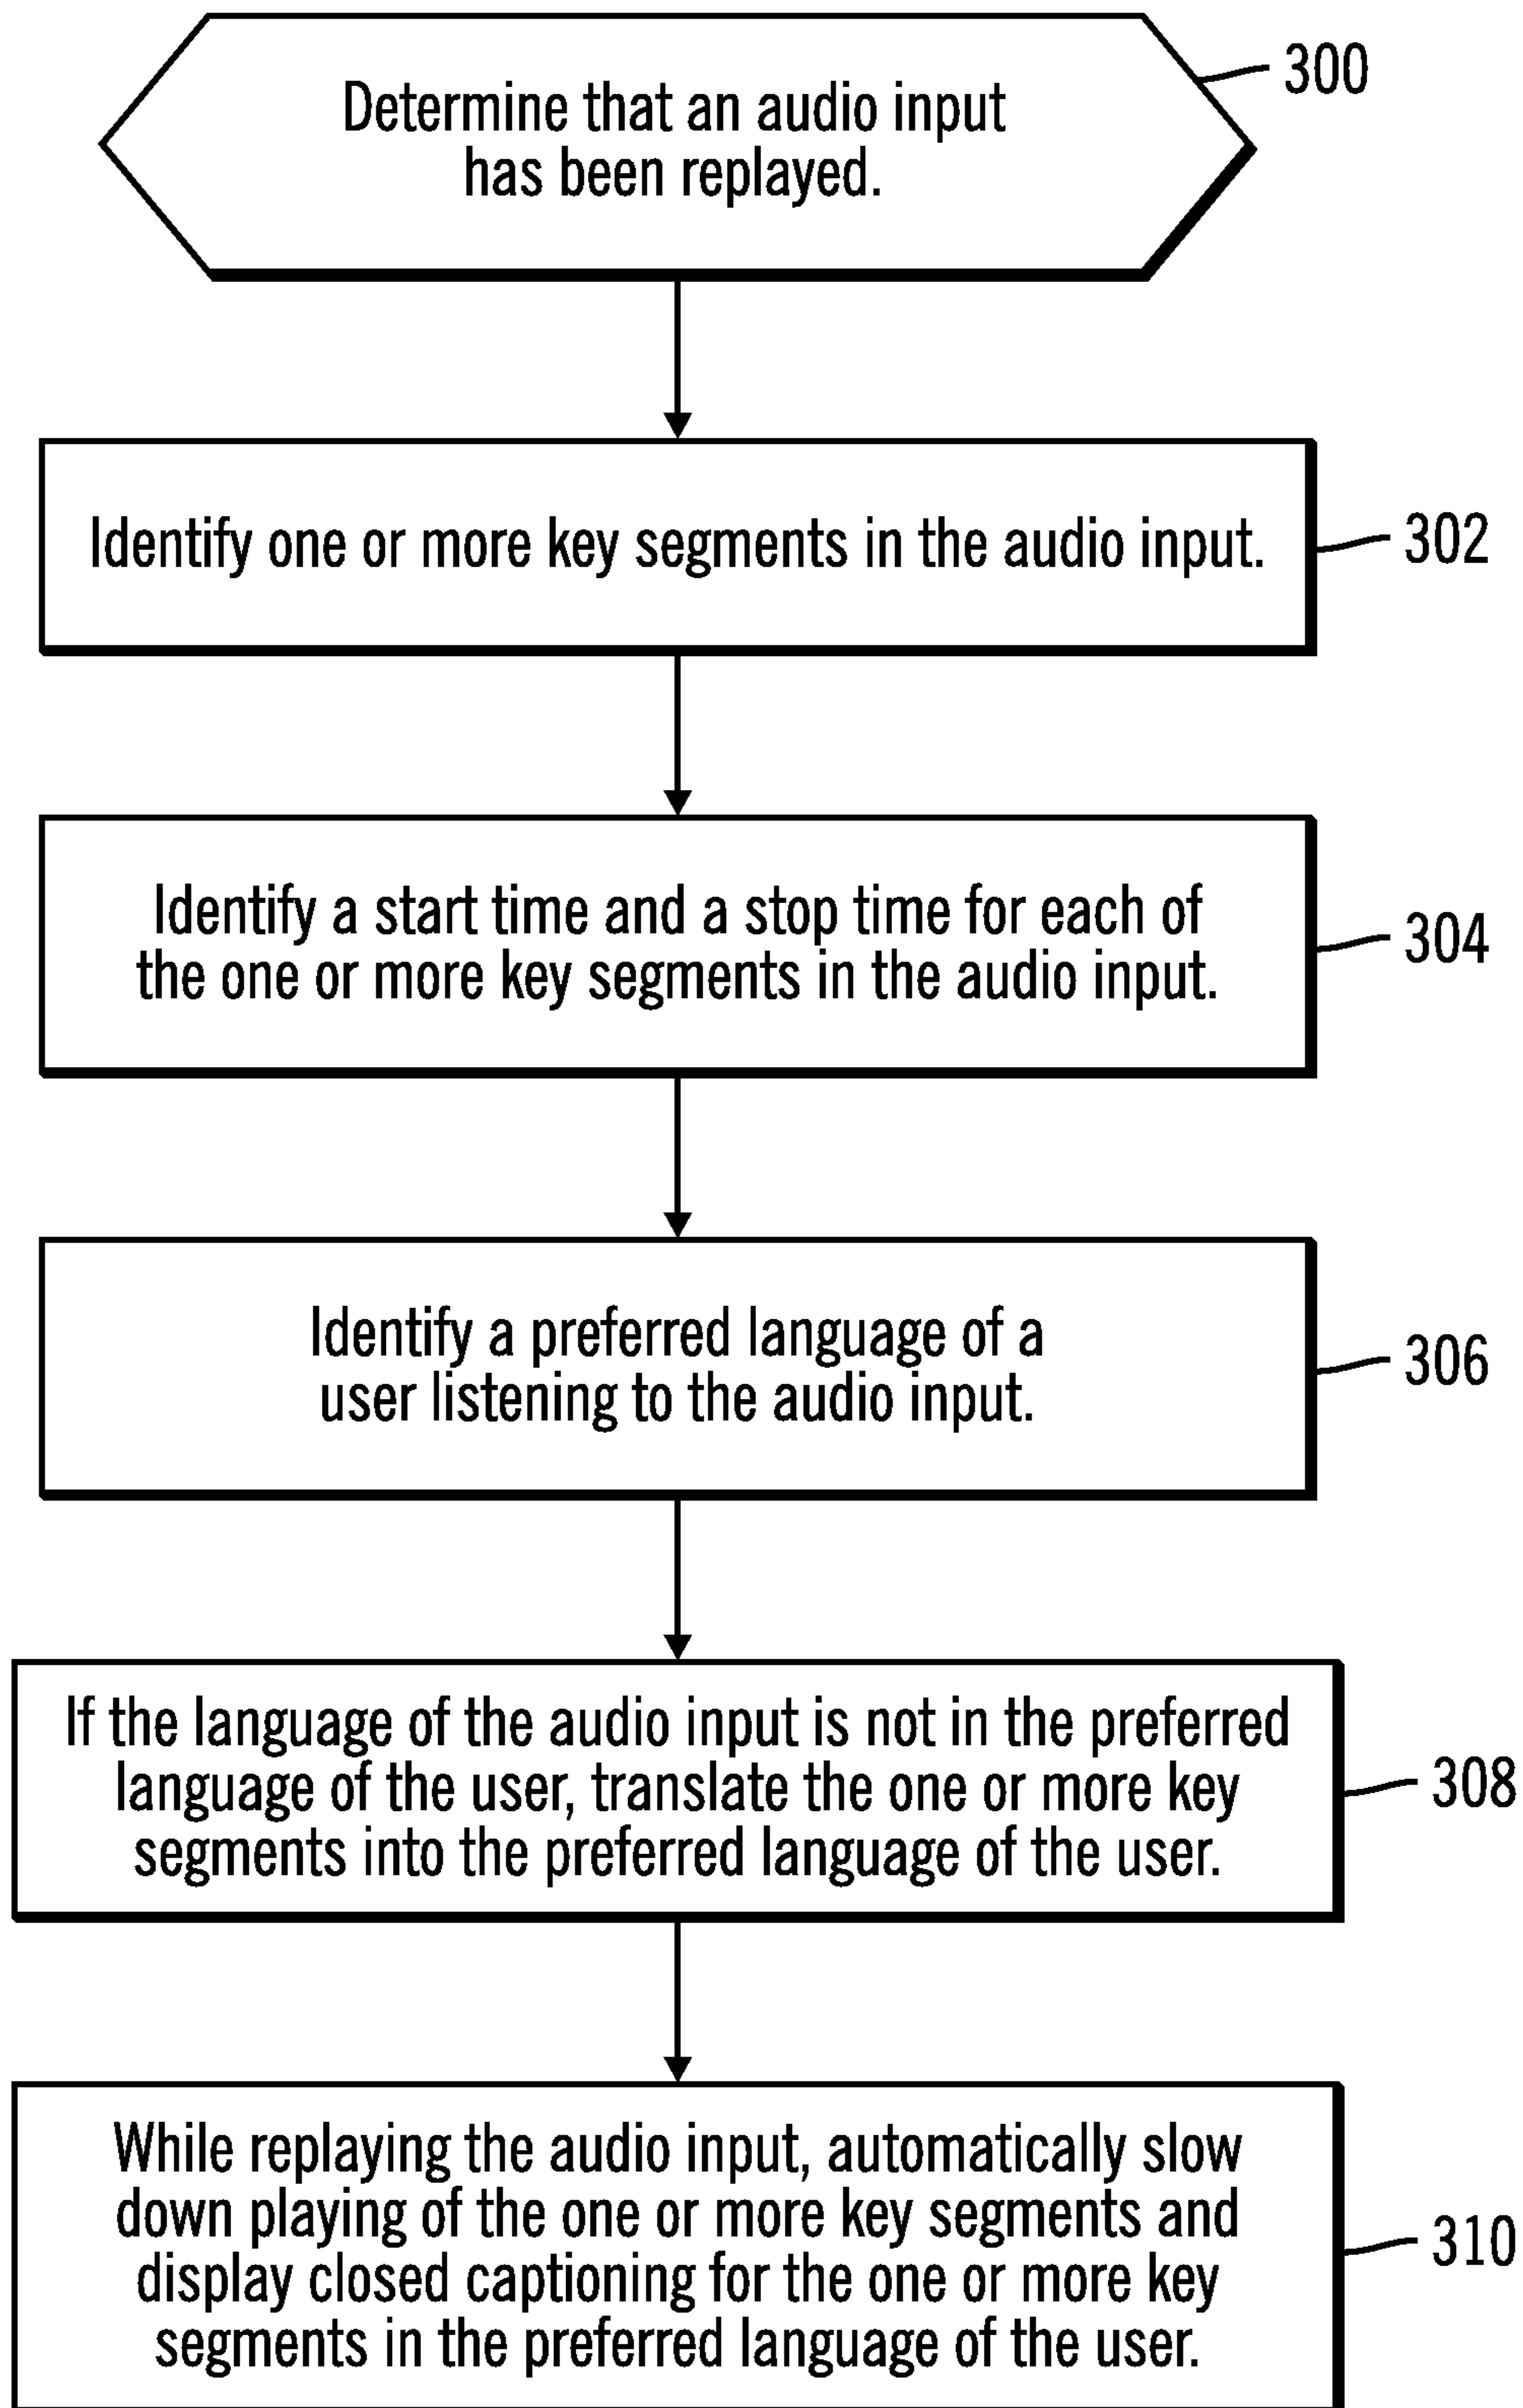 Determine that an audio input
has been replayed.
300
Identify one or more key segments in the audio input.
302
Identify a start time and a stop time for each of
the one or more key segments in the audio input.
304
Identify a preferred language of a
user listening to the audio input.
306
If the language of the audio input is not in the preferred
language of the user, translate the one or more key
segments into the preferred language of the user.
308
While replaying the audio input, automatically slow
down playing of the one or more key segments and
display closed captioning for the one or more key
segments in the preferred language of the user.
310